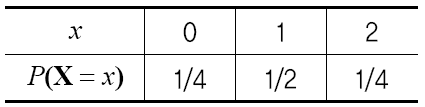 x 0 1 2
P(X = x) 1/4 1/2 1/4